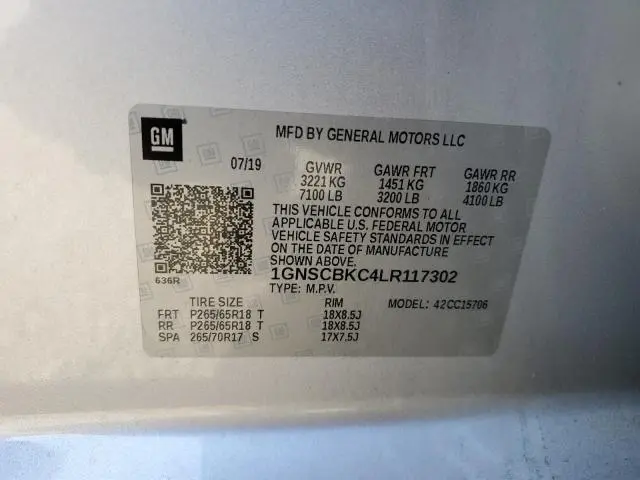 GM
MFD BY GENERAL MOTORS LLC
07/19 GVWR GAWR FRT GAWR RR
3221 KG 1451 KG 1860 KG
7100 LB 3200 LB 4100 LB
THIS VEHICLE CONFORMS TO ALL
APPLICABLE U.S. FEDERAL MOTOR
VEHICLE SAFETY STANDARDS IN EFFECT
ON THE DATE OF MANUFACTURE
SHOWN ABOVE.
636R
1GNSCBKC4LR117302
TYPE: M.P.V.
TIRE SIZE RIM MODEL: 42CC15706
FRT P265/65R18 T 18X8.5J
RR P265/65R18 T 18X8.5J
SPA 265/70R17 S 17X7.5J